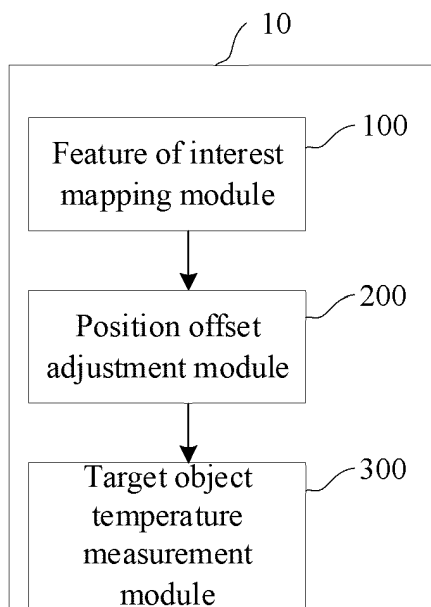 10
100
Feature of interest
mapping module
200
Position offset
adjustment module
300
Target object
temperature
measurement
module